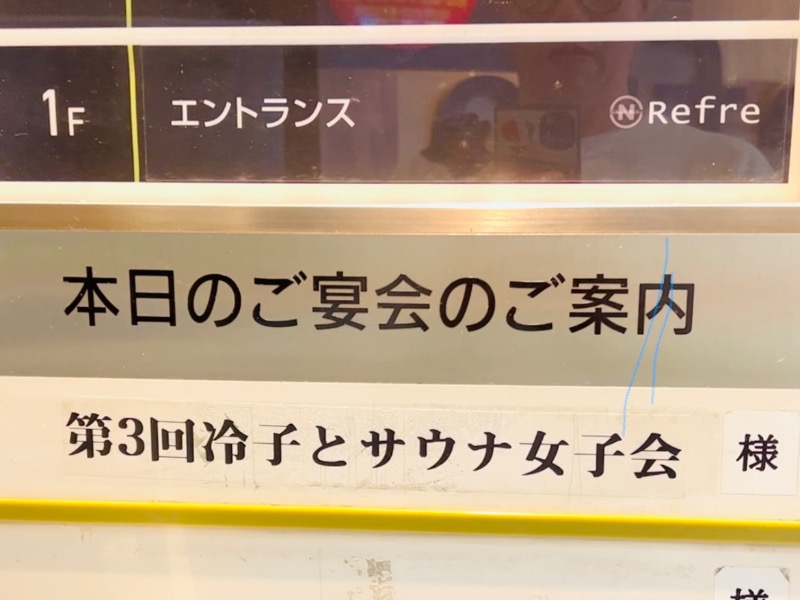 1F エントランス Refre
本日のご宴会のご案内
第3回冷子とサウナ女子会 様
様